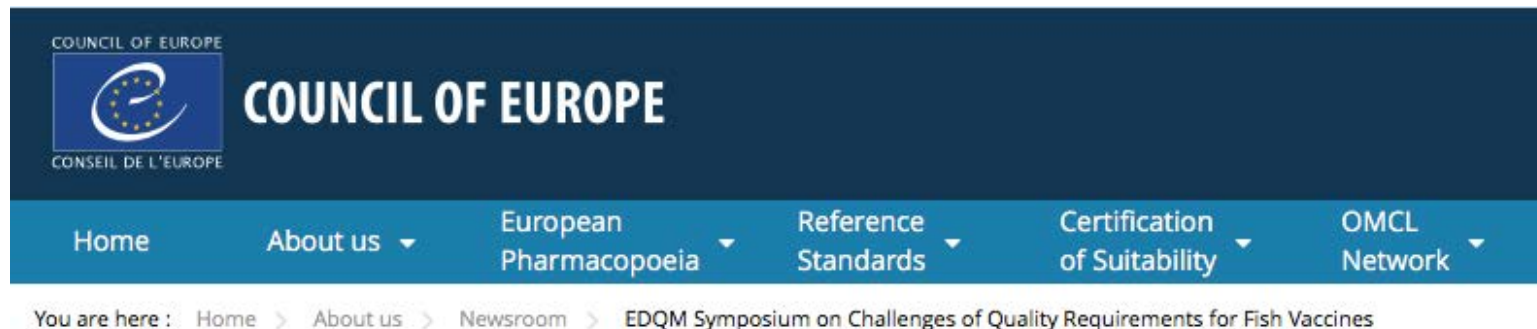 COUNCIL OF EUROPE
COUNCIL OF EUROPE
CONSEIL DE L'EUROPE
Home
About us
European
Pharmacopoeia
Reference
Standards
Certification
of Suitability
OMCL
Network
You are here : Home > About us > Newsroom > EDQM Symposium on Challenges of Quality Requirements for Fish Vaccines